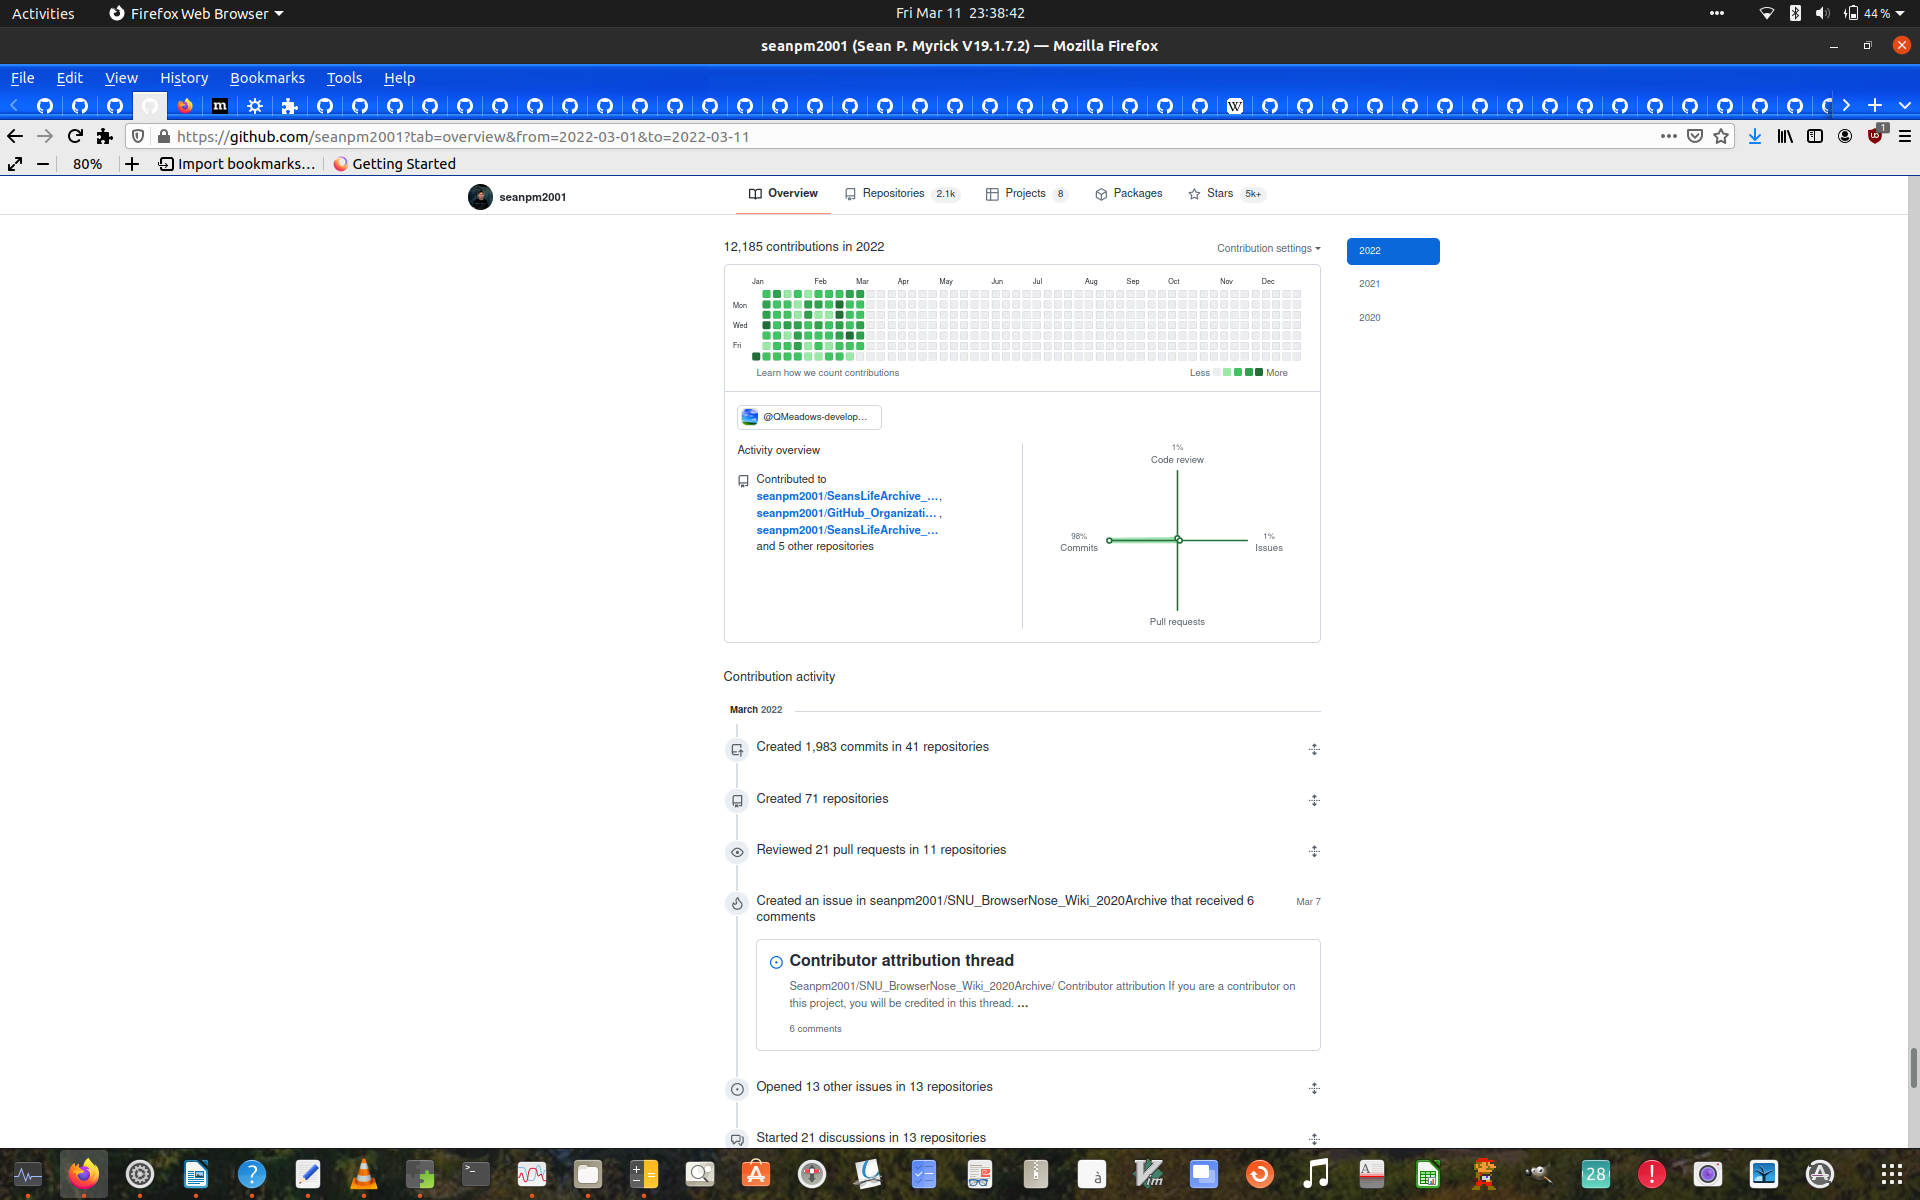 Activities
Firefox Web Browser
Fri Mar 11 23:38:42
44 %
seanpm2001 (Sean P. Myrick V19.1.7.2) — Mozilla Firefox
File Edit View History Bookmarks Tools Help
m
W
https://github.com/seanpm2001?tab=overview&from=2022-03-01&to=2022-03-11
1
80%
Import bookmarks…
Getting Started
seanpm2001
Overview
Repositories 2.1k
Projects 8
Packages
Stars 5k+
12,185 contributions in 2022
Contribution settings
2022
2021
2020
Jan Feb Mar Apr May Jun Jul Aug Sep Oct Nov Dec
Mon
Wed
Fri
Learn how we count contributions
Less More
@QMeadows-develop…
Activity overview
Contributed to
seanpm2001/SeansLifeArchive_… ,
seanpm2001/GitHub_Organizati… ,
seanpm2001/SeansLifeArchive_…
and 5 other repositories
1%
Code review
98%
Commits
1%
Issues
Pull requests
Contribution activity
March 2022
Created 1,983 commits in 41 repositories
Created 71 repositories
Reviewed 21 pull requests in 11 repositories
Created an issue in seanpm2001/SNU_BrowserNose_Wiki_2020Archive that received 6
comments
Mar 7
Contributor attribution thread
Seanpm2001/SNU_BrowserNose_Wiki_2020Archive/ Contributor attribution If you are a contributor on
this project, you will be credited in this thread. …
6 comments
Opened 13 other issues in 13 repositories
Started 21 discussions in 13 repositories
?
>_
à
Vim
A
28